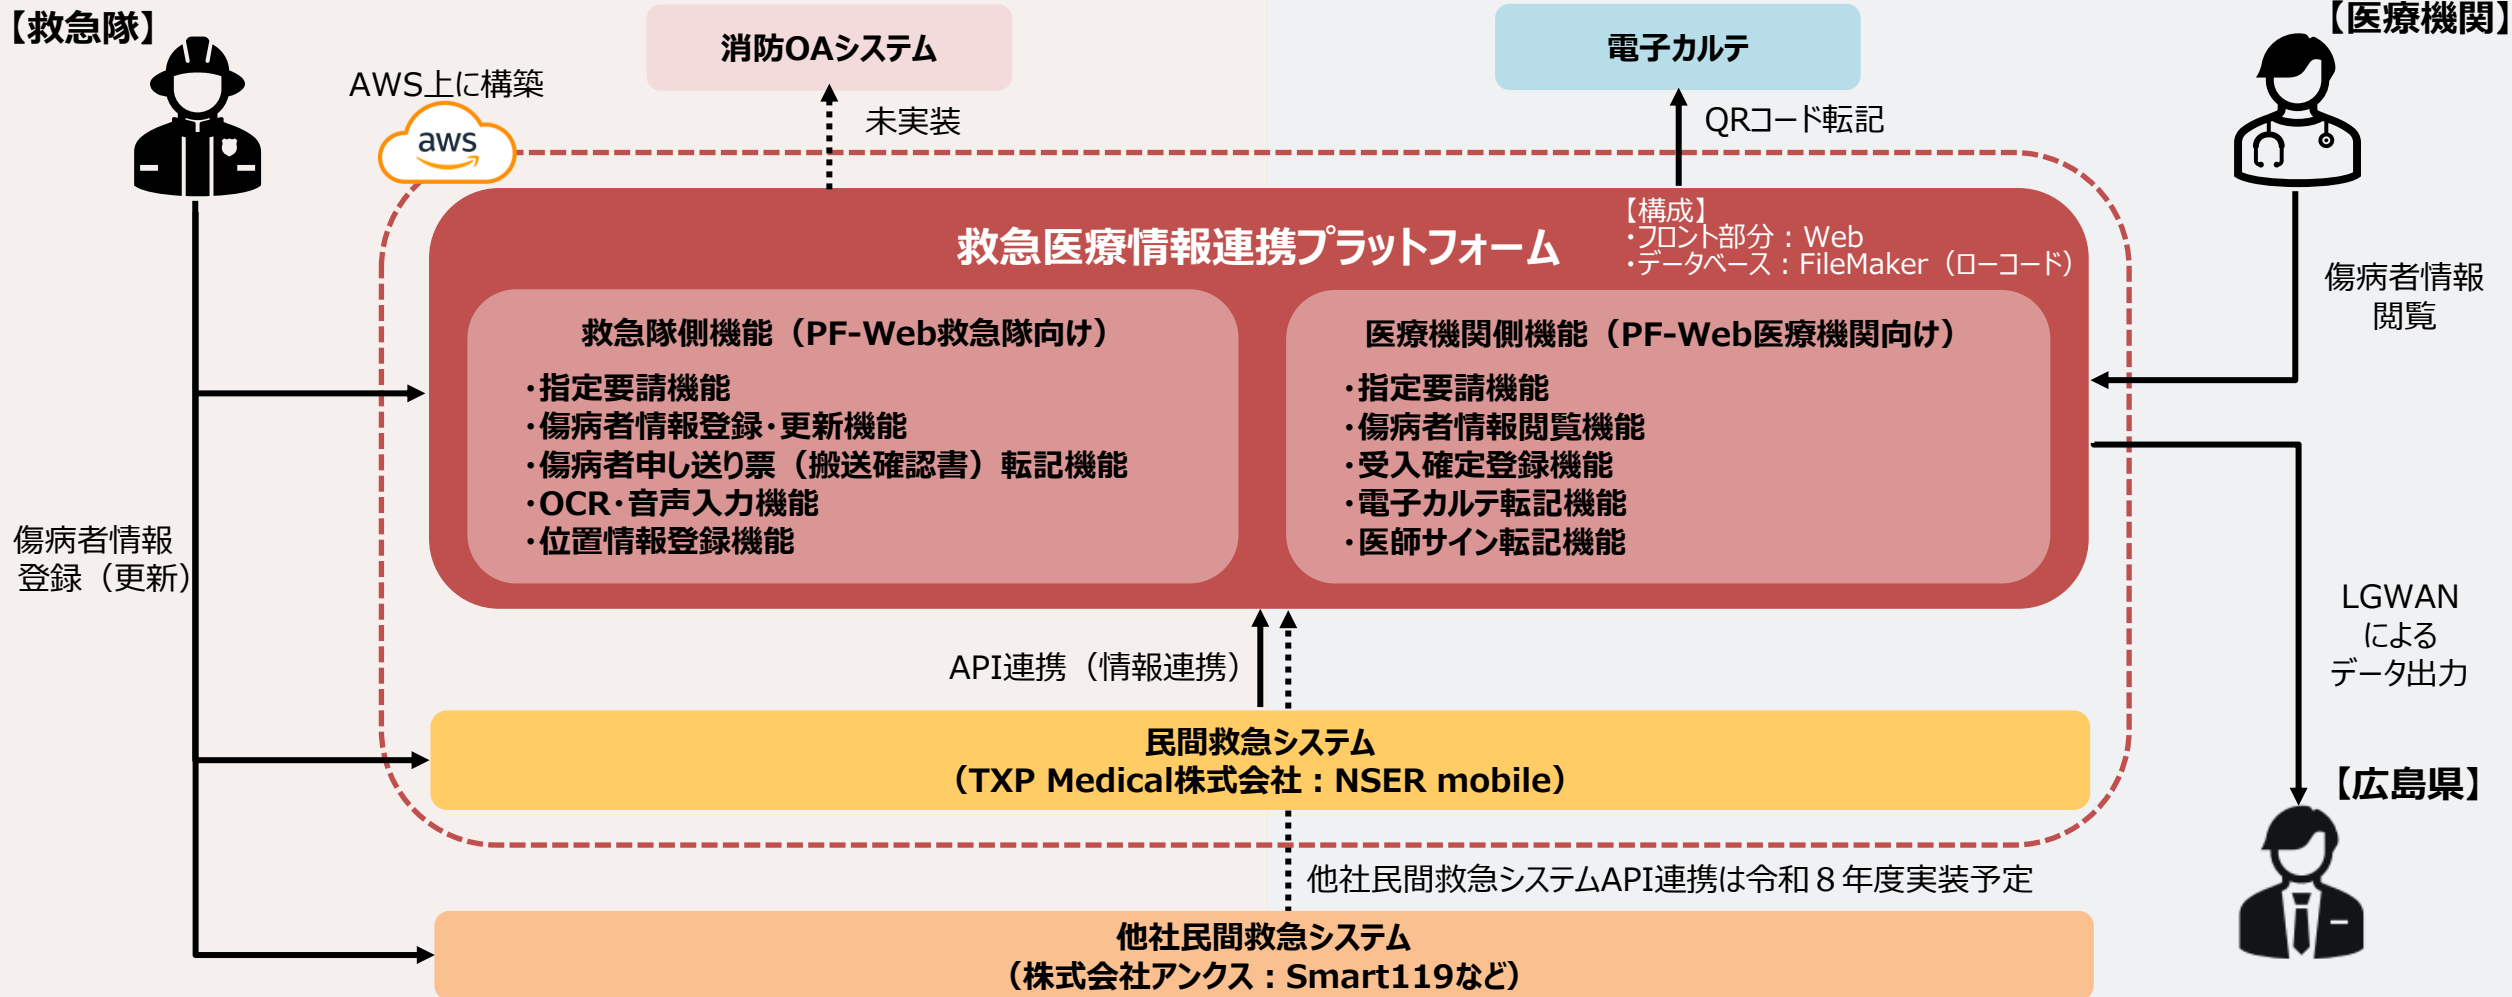 【救急隊】
消防OAシステム
電子カルテ
【医療機関】
AWS上に構築
aws
未実装
QRコード転記
救急医療情報連携プラットフォーム
【構成】
・フロント部分：Web
・データベース：FileMaker（ローコード）
傷病者情報
閲覧
救急隊側機能（PF-Web救急隊向け）
・指定要請機能
・傷病者情報登録・更新機能
・傷病者申し送り票（搬送確認書）転記機能
・OCR・音声入力機能
・位置情報登録機能
医療機関側機能（PF-Web医療機関向け）
・指定要請機能
・傷病者情報閲覧機能
・受入確定登録機能
・電子カルテ転記機能
・医師サイン転記機能
傷病者情報
登録（更新）
LGWAN
による
データ出力
API連携（情報連携）
民間救急システム
（TXP Medical株式会社：NSER mobile）
【広島県】
他社民間救急システムAPI連携は令和８年度実装予定
他社民間救急システム
（株式会社アンクス：Smart119など）